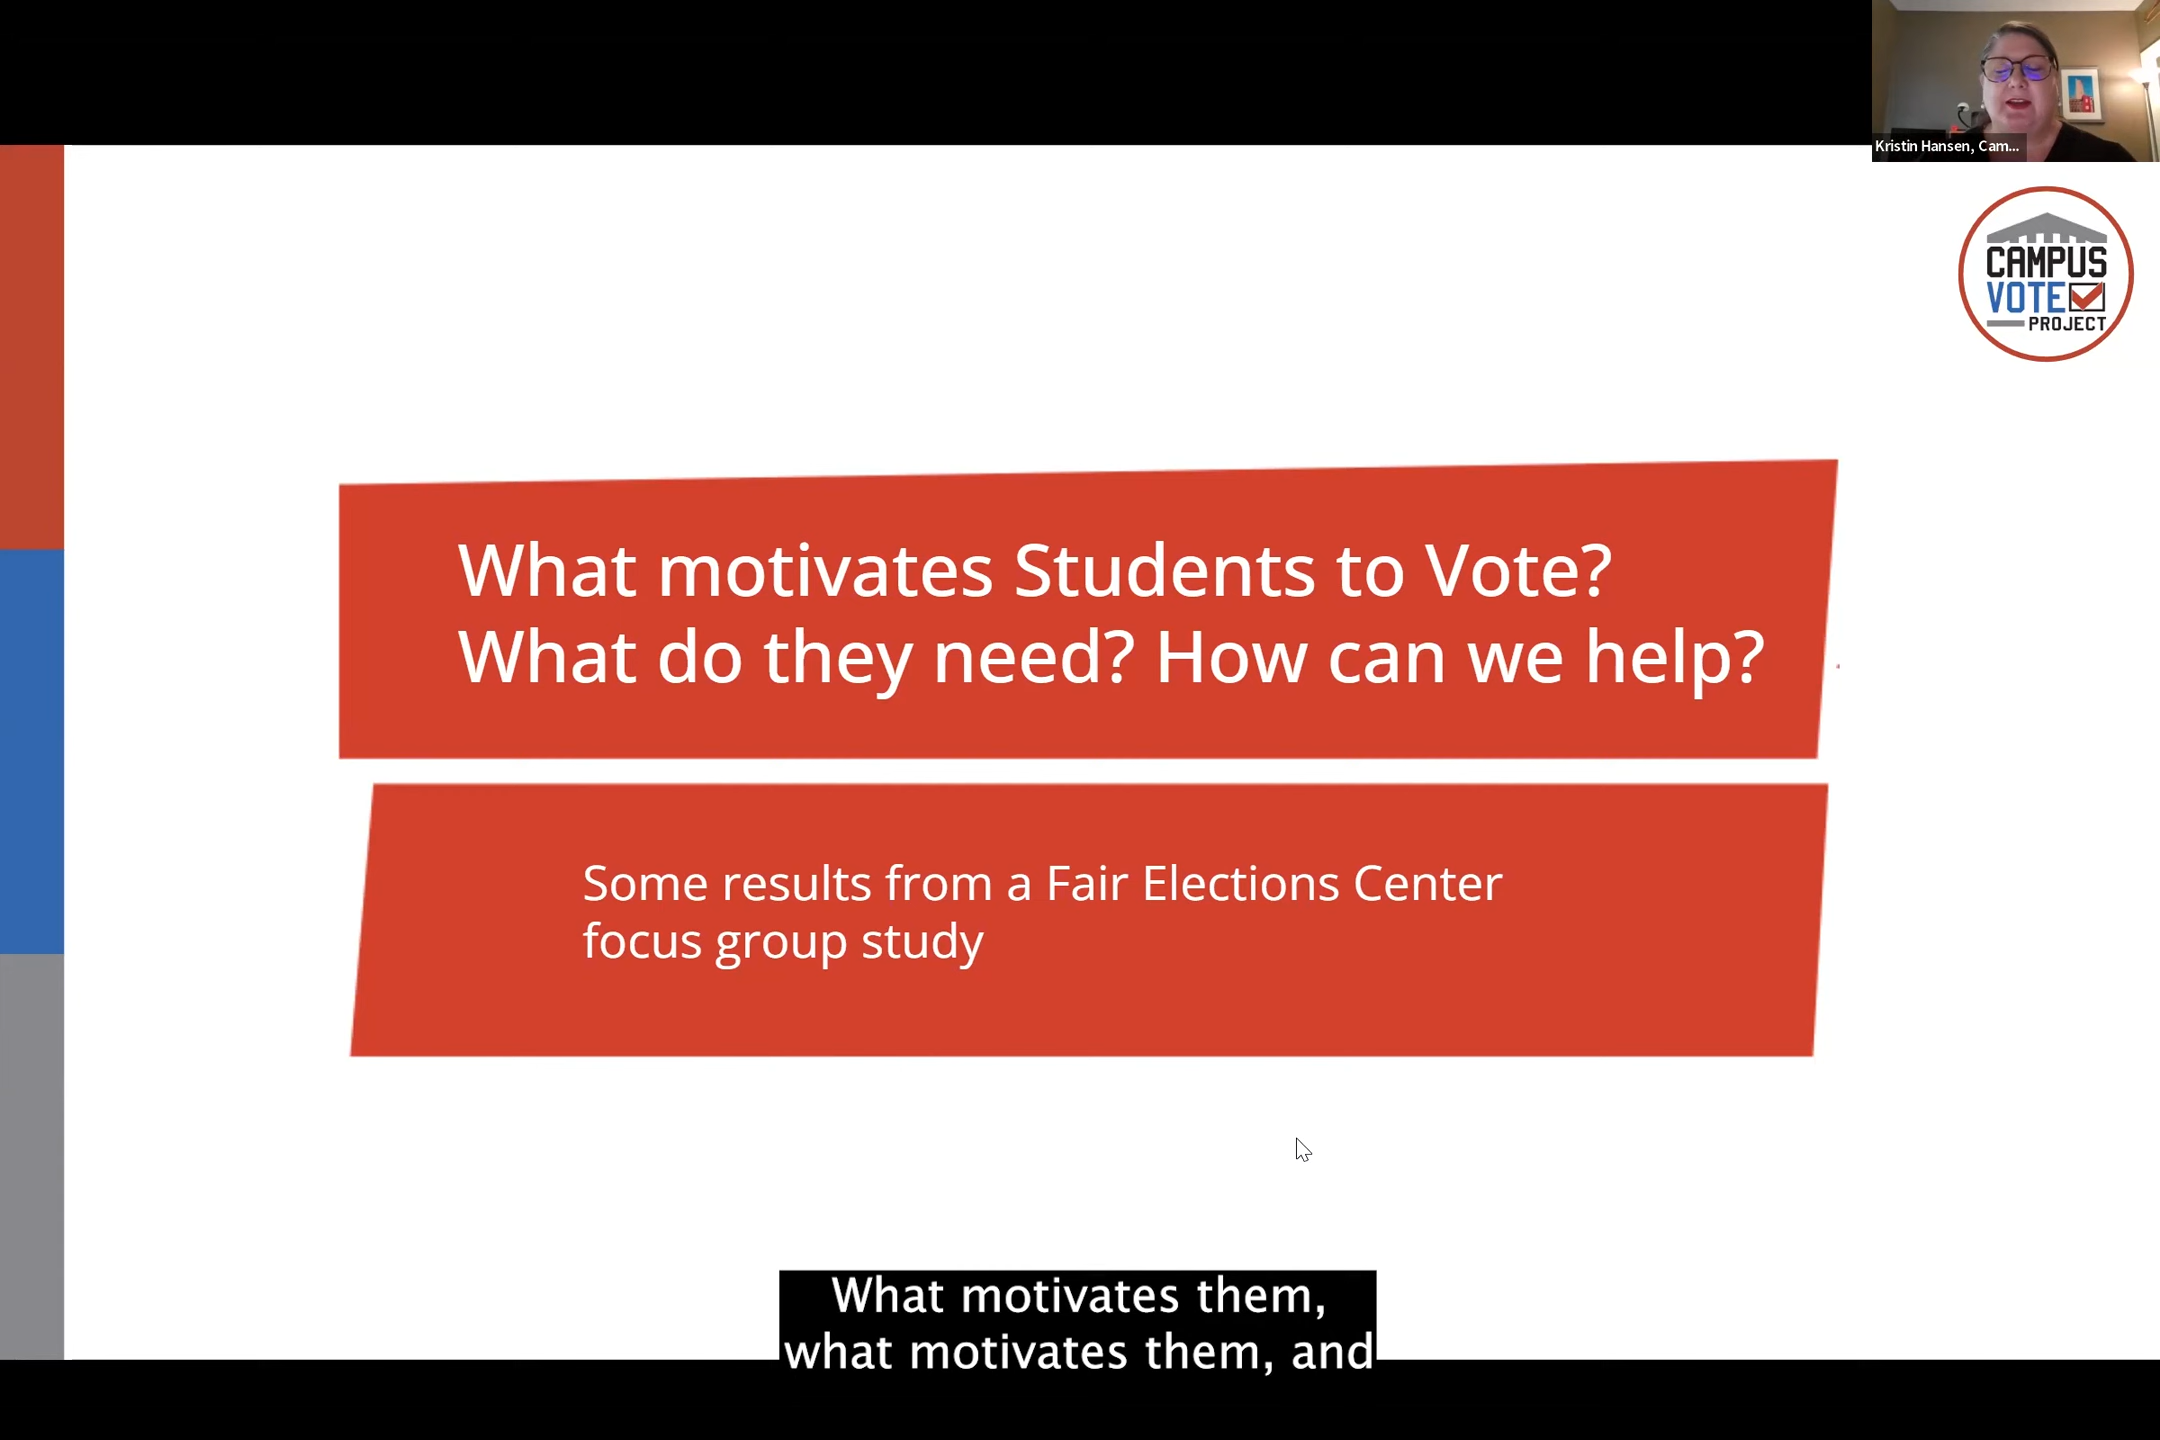 Kristin Hansen, Cam...
CAMPUS
VOTE
PROJECT
What motivates Students to Vote?
What do they need? How can we help?
Some results from a Fair Elections Center
focus group study
What motivates them,
what motivates them, and